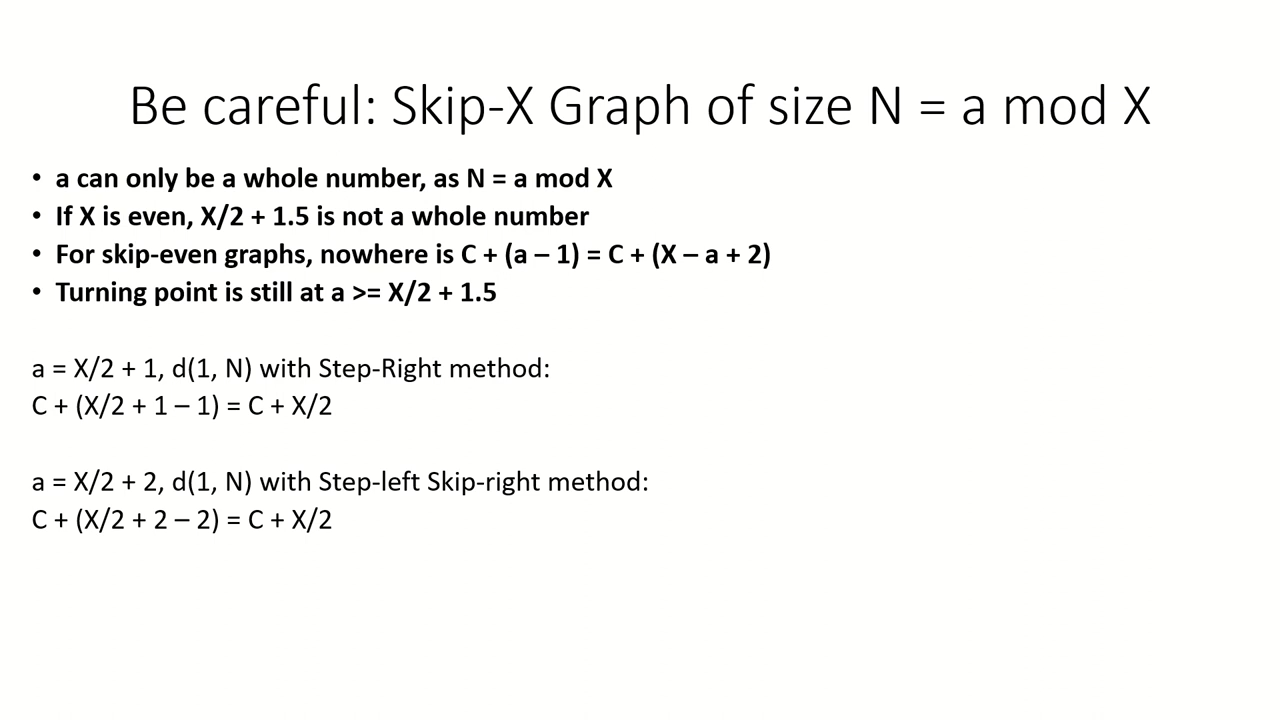 Be careful: Skip-X Graph of size N = a mod X
• a can only be a whole number, as N = a mod X
• If X is even, X/2 + 1.5 is not a whole number
• For skip-even graphs, nowhere is C + (a – 1) = C + (X – a + 2)
• Turning point is still at a >= X/2 + 1.5
a = X/2 + 1, d(1, N) with Step-Right method:
C + (X/2 + 1 – 1) = C + X/2
a = X/2 + 2, d(1, N) with Step-left Skip-right method:
C + (X/2 + 2 – 2) = C + X/2